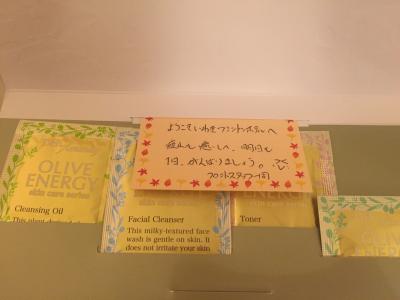 ようこそいわきワシントンホテルへ
疲れを癒して、明日も
1日、がんばりましょう。
フロントスタッフ一同
OLIVE
ENERGY
skin care series
Cleansing Oil
Facial Cleanser
This milky-textured face
wash is gentle on skin. It
does not irritate your skin
Toner